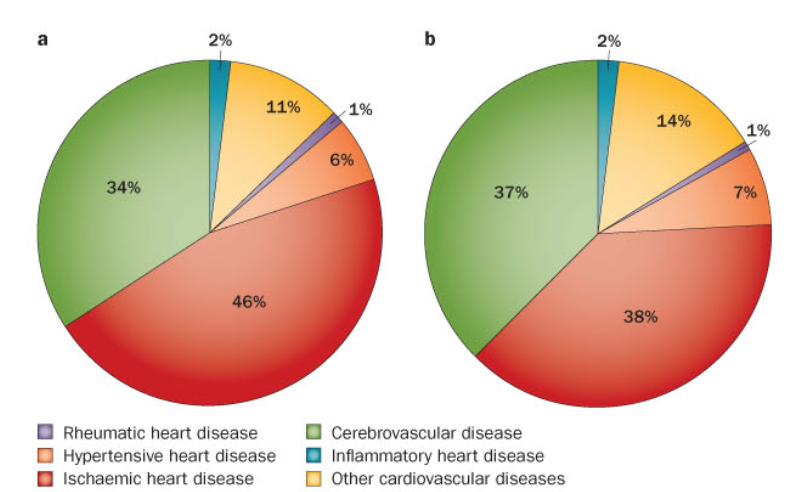 a
2%
11%
1%
6%
34%
46%
b
2%
14%
1%
7%
37%
38%
Rheumatic heart disease
Hypertensive heart disease
Ischaemic heart disease
Cerebrovascular disease
Inflammatory heart disease
Other cardiovascular diseases